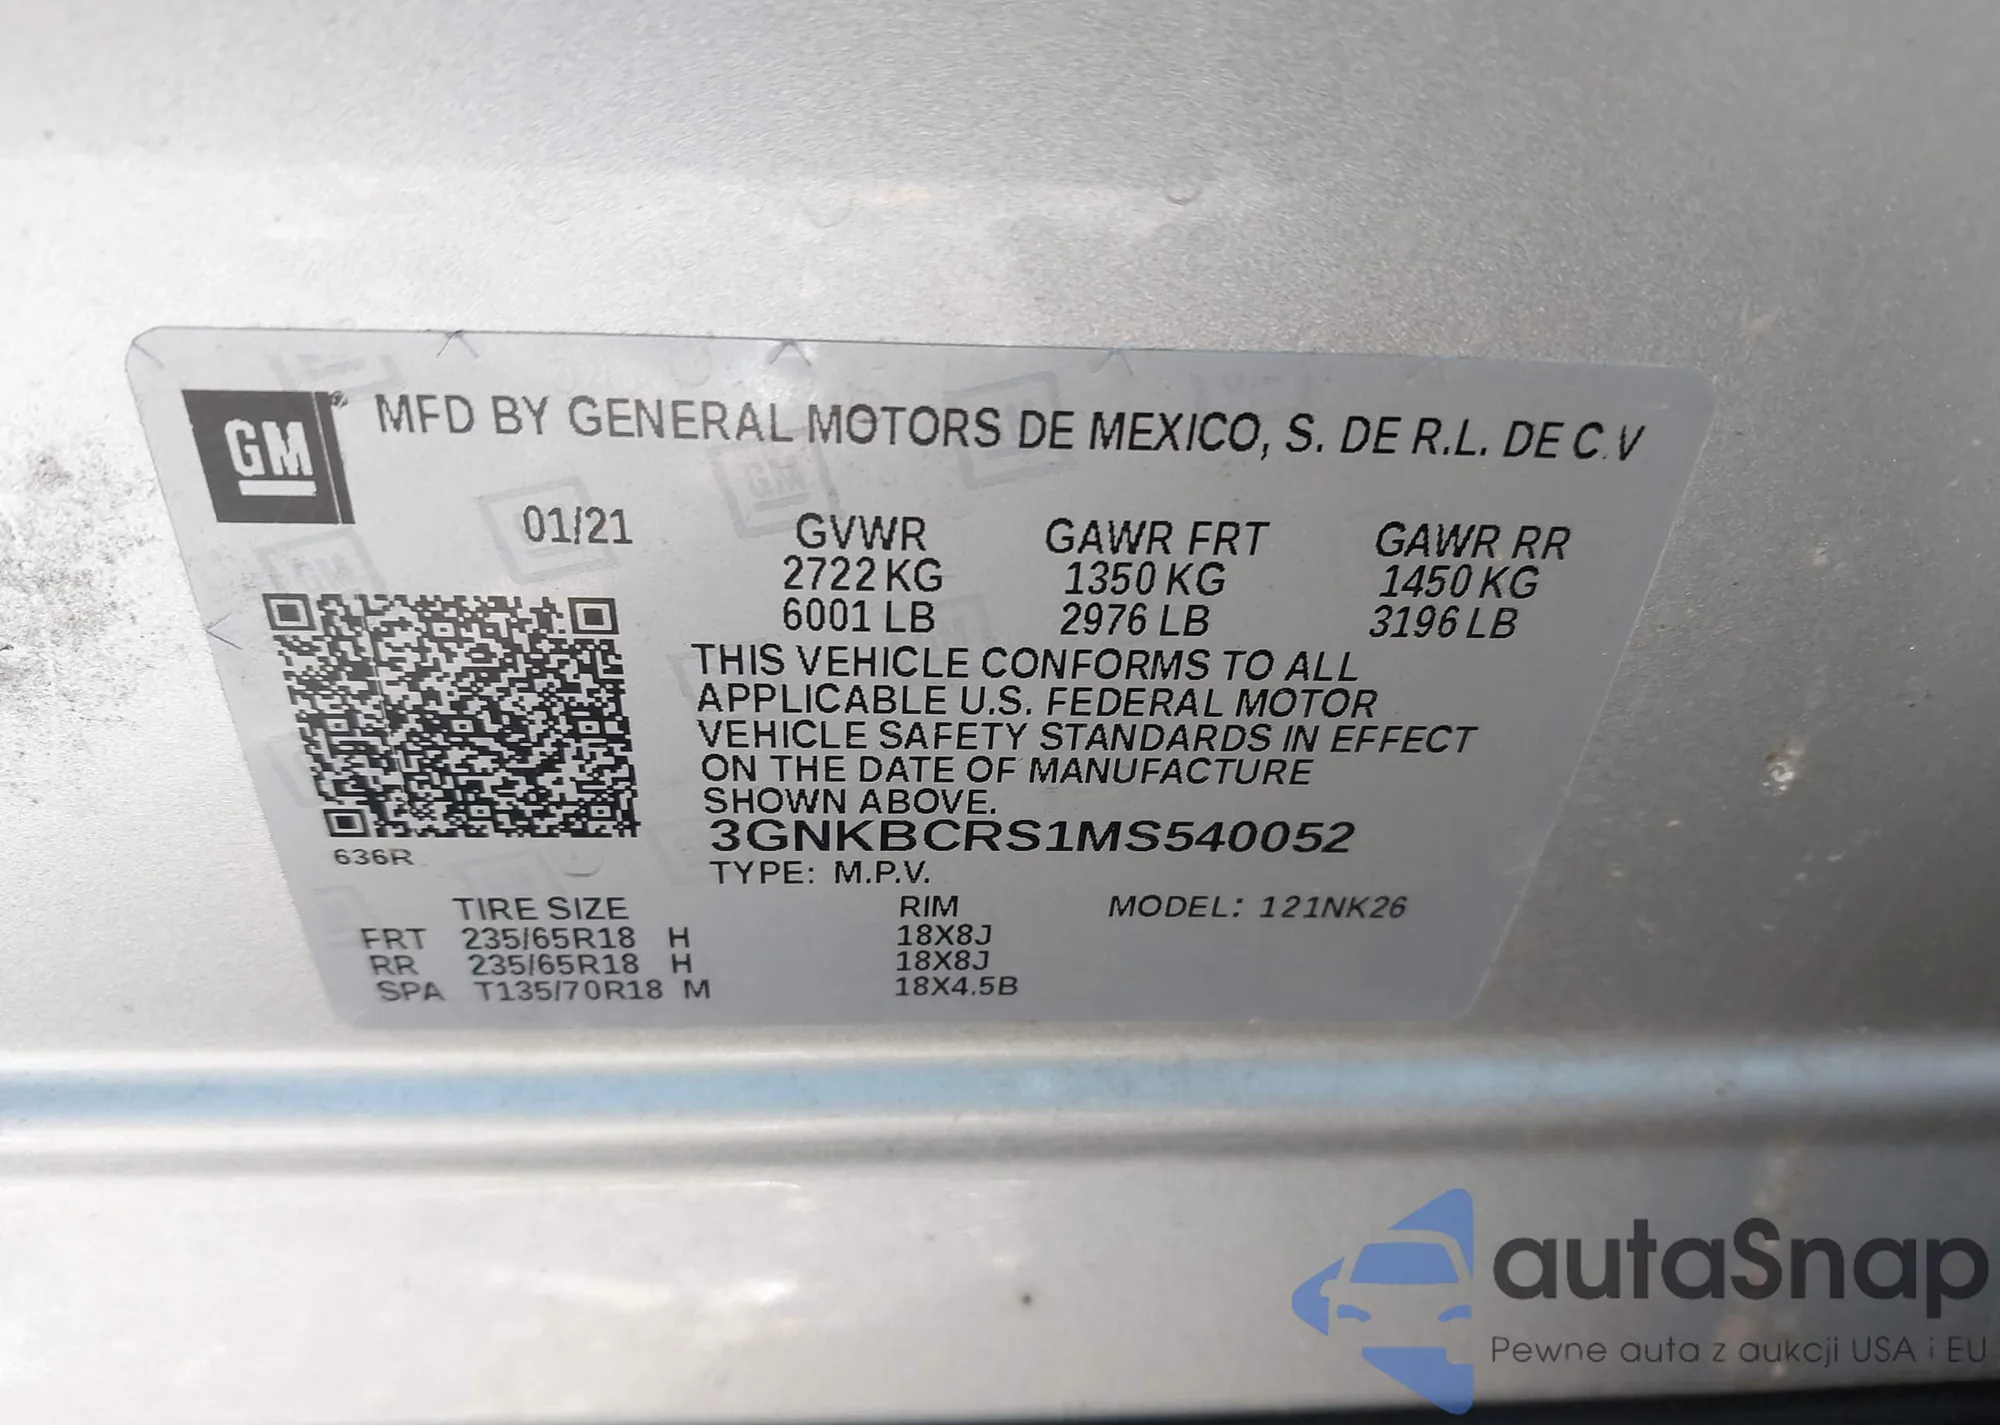 GM® MFD BY GENERAL MOTORS DE MEXICO, S. DE R.L. DE C.V
01/21 GVWR GAWR FRT GAWR RR
2722 KG 1350 KG 1450 KG
6001 LB 2976 LB 3196 LB
THIS VEHICLE CONFORMS TO ALL
APPLICABLE U.S. FEDERAL MOTOR
VEHICLE SAFETY STANDARDS IN EFFECT
ON THE DATE OF MANUFACTURE
SHOWN ABOVE.
3GNKBCRS1MS540052
636R
TYPE: M.P.V.
TIRE SIZE RIM MODEL: 121NK26
FRT 235/65R18 H 18X8J
RR 235/65R18 H 18X8J
SPA T135/70R18 M 18X4.5B
autaSnap
Pewne auta z aukcji USA i EU